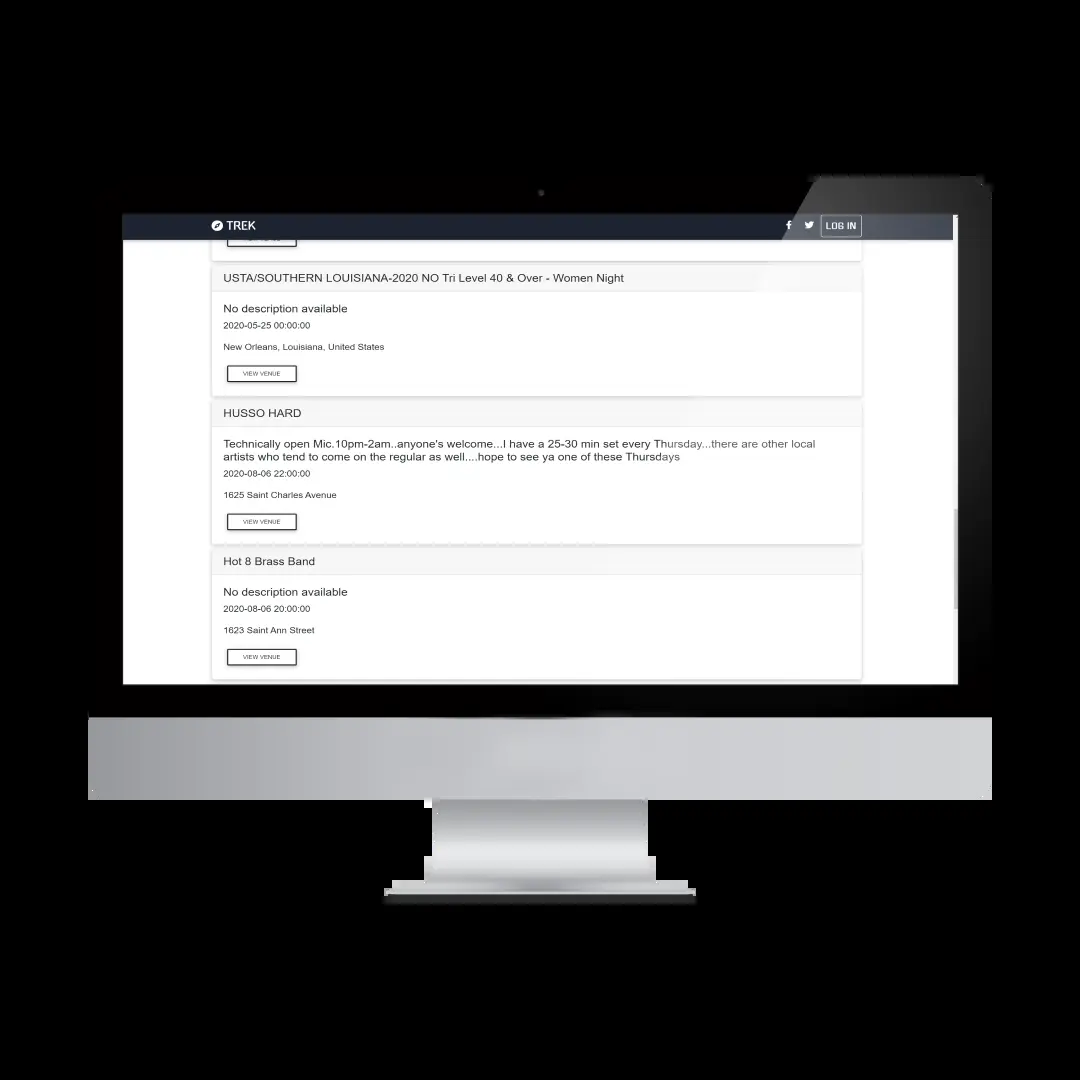 TREK
LOG IN
USTA/SOUTHERN LOUISIANA-2020 NO Tri Level 40 & Over - Women Night
No description available
2020-05-25 00:00:00
New Orleans, Louisiana, United States
VIEW VENUE
HUSSO HARD
Technically open Mic.10pm-2am..anyone's welcome...I have a 25-30 min set every Thursday...there are other local
artists who tend to come on the regular as well....hope to see ya one of these Thursdays
2020-08-06 22:00:00
1625 Saint Charles Avenue
VIEW VENUE
Hot 8 Brass Band
No description available
2020-08-06 20:00:00
1623 Saint Ann Street
VIEW VENUE